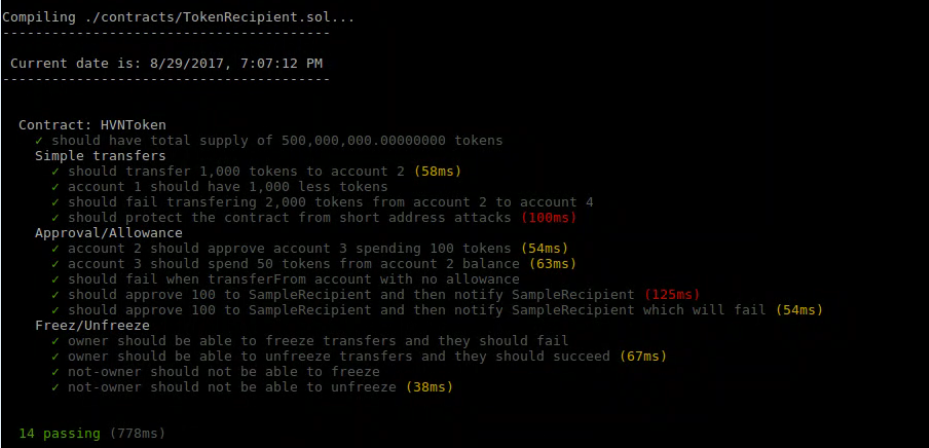 Compiling ./contracts/TokenRecipient.sol...
----------------------------------------
Current date is: 8/29/2017, 7:07:12 PM
----------------------------------------
Contract: HVNToken
✓ should have total supply of 500,000,000.00000000 tokens
Simple transfers
✓ should transfer 1,000 tokens to account 2 (58ms)
✓ account 1 should have 1,000 less tokens
✓ should fail transfering 2,000 tokens from account 2 to account 4
✓ should protect the contract from short address attacks (100ms)
Approval/Allowance
✓ account 2 should approve account 3 spending 100 tokens (54ms)
✓ account 3 should spend 50 tokens from account 2 balance (63ms)
✓ should fail when transferFrom account with no allowance
✓ should approve 100 to SampleRecipient and then notify SampleRecipient (125ms)
✓ should approve 100 to SampleRecipient and then notify SampleRecipient which will fail (54ms)
Freez/Unfreeze
✓ owner should be able to freeze transfers and they should fail
✓ owner should be able to unfreeze transfers and they should succeed (67ms)
✓ not-owner should not be able to freeze
✓ not-owner should not be able to unfreeze (38ms)
14 passing (778ms)